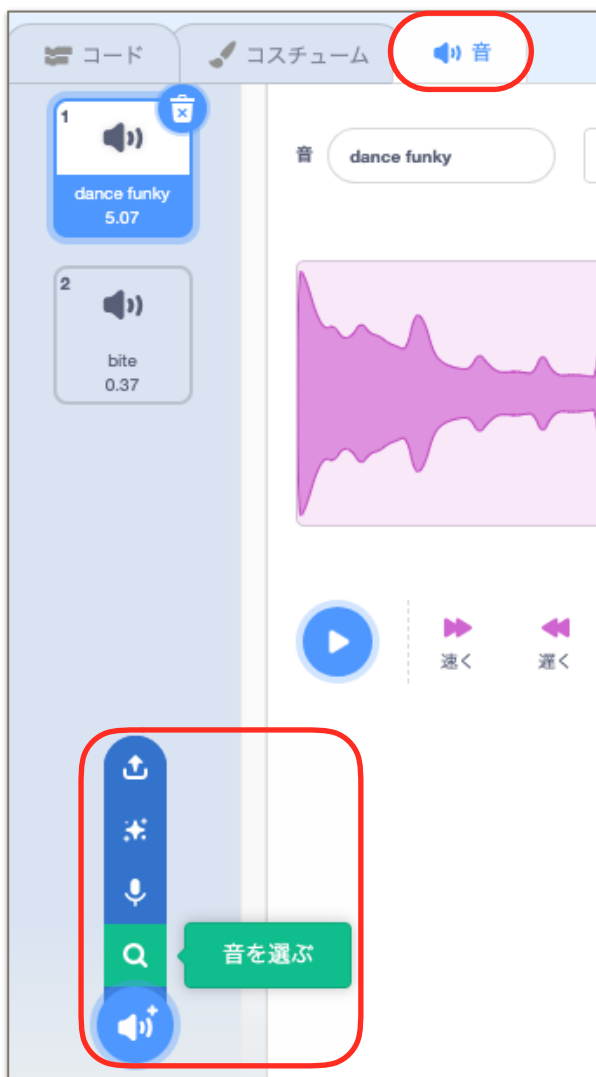 コード
コスチューム
音
1
dance funky
5.07
音
dance funky
2
bite
0.37
速く
遅く
音を選ぶ